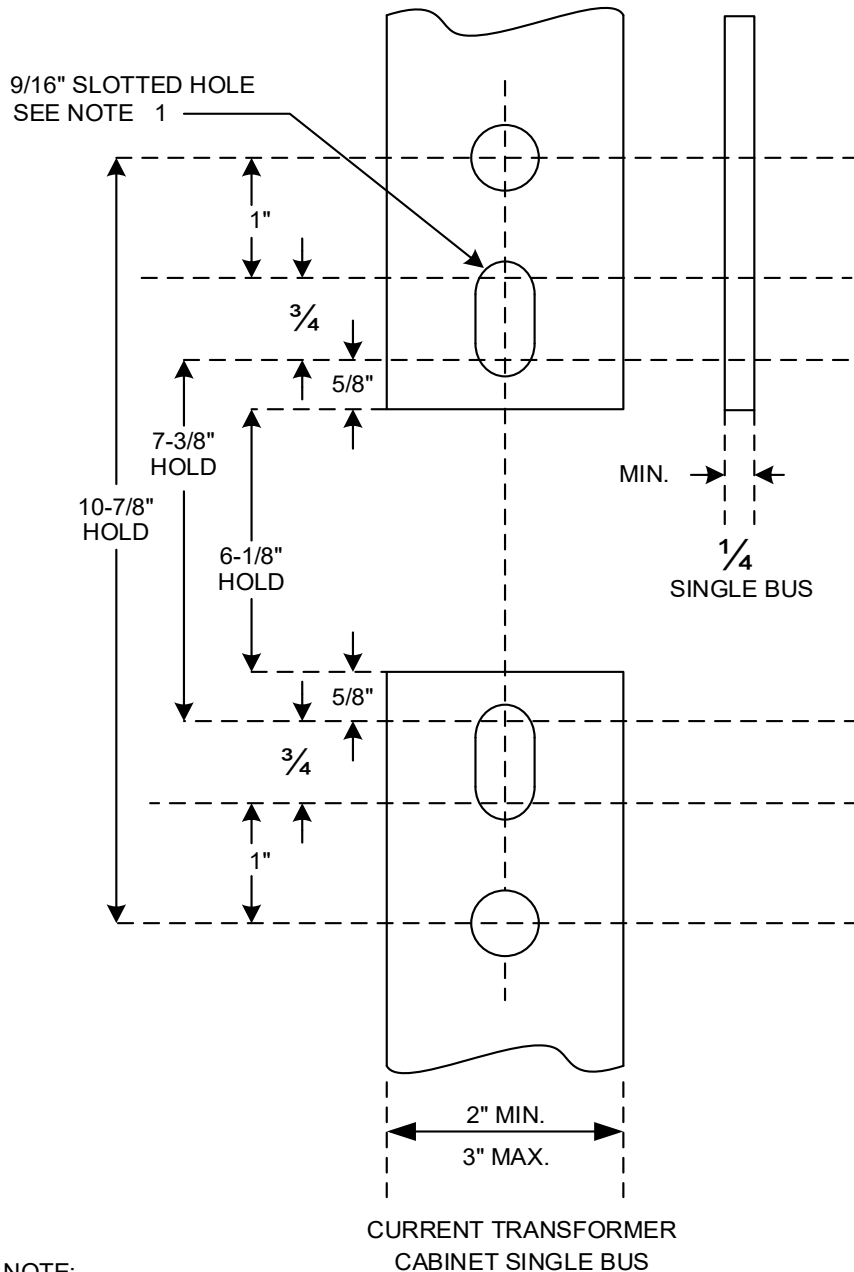 9/16" SLOTTED HOLE
SEE NOTE 1
1"
¾
5/8"
7-3/8"
HOLD
10-7/8"
HOLD
6-1/8"
HOLD
MIN.
¼
SINGLE BUS
5/8"
¾
1"
2" MIN.
3" MAX.
CURRENT TRANSFORMER
CABINET SINGLE BUS
NOTE: